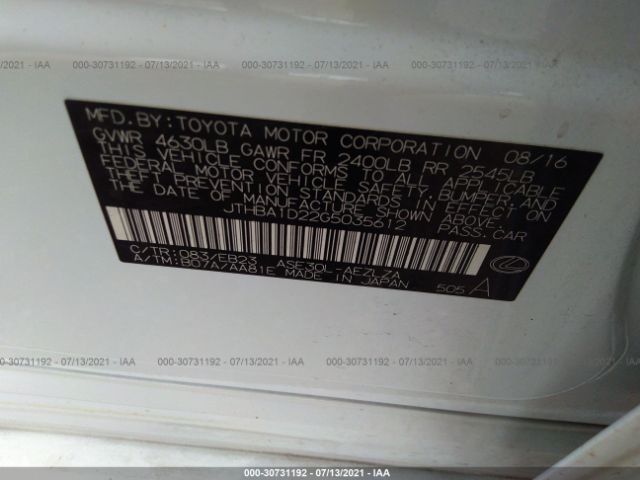 000-30731192 - 07/13/2021 - IAA
MFD.BY:TOYOTA MOTOR CORPORATION 08/16
GVWR 4630LB GAWR FR 2400LB RR 2545LB
THIS VEHICLE CONFORMS TO ALL APPLICABLE
FEDERAL MOTOR VEHICLE SAFETY, BUMPER, AND
THEFT PREVENTION STANDARDS IN EFFECT ON
THE DATE OF MANUFACTURE SHOWN ABOVE.
JTHBA1D22G5035612 PASS.CAR
C/TR:083/EB23 ASE30L-AEZLZA
A/TM:B07A/AA81E MADE IN JAPAN 505 A
000-30731192 - 07/13/2021 - IAA
000-30731192 - 07/13/2021 - IAA